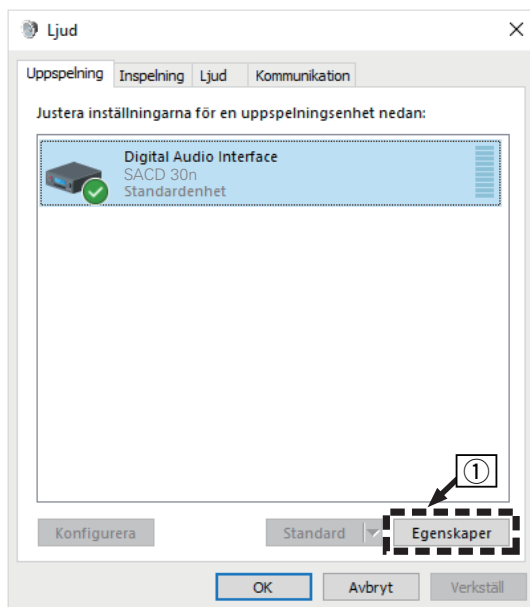 Ljud
Uppspelning Inspelning Ljud Kommunikation
Justera inställningarna för en uppspelningsenhet nedan:
Digital Audio Interface
SACD 30n
Standardenhet
①
Konfigurera Standard Egenskaper
OK Avbryt Verkställ